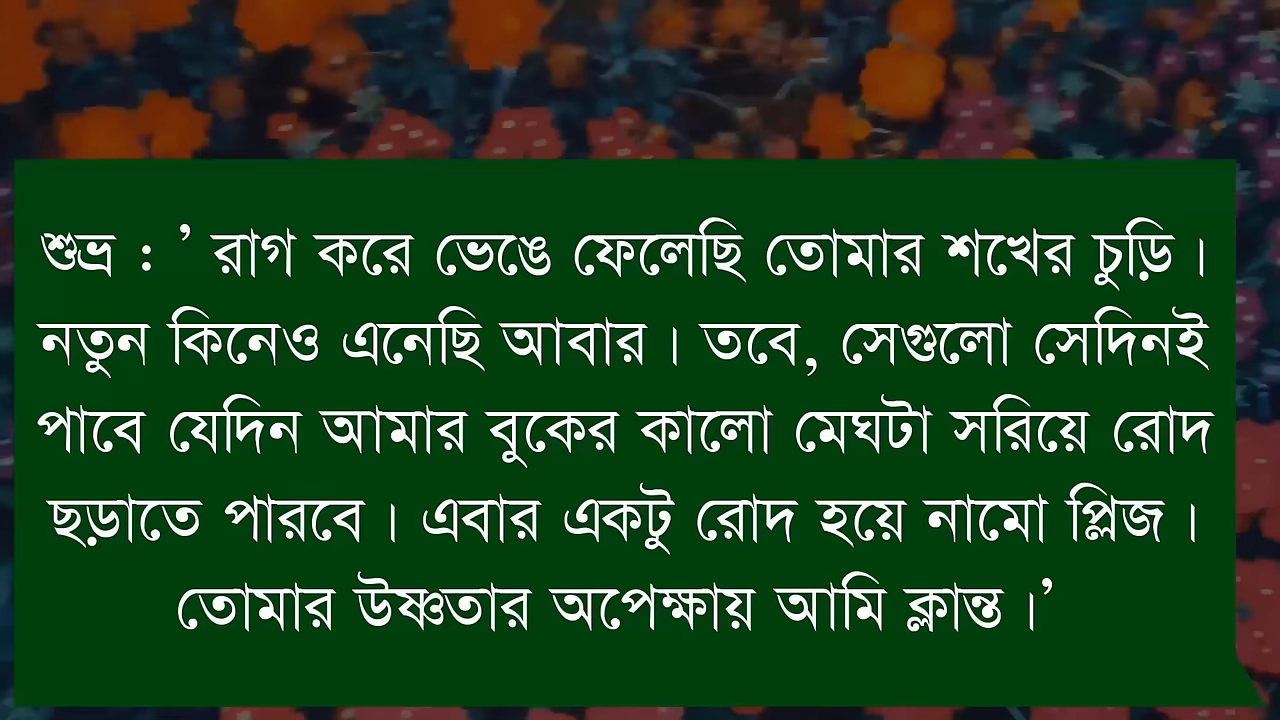 শুভ্র : ’ রাগ করে ভেঙে ফেলেছি তোমার শখের চুড়ি ।
নতুন কিনেও এনেছি আবার । তবে, সেগুলো সেদিনই
পাবে যেদিন আমার বুকের কালো মেঘটা সরিয়ে রোদ
ছড়াতে পারবে । এবার একটু রোদ হয়ে নামো প্লিজ ।
তোমার উষ্ণতার অপেক্ষায় আমি ক্লান্ত ।’